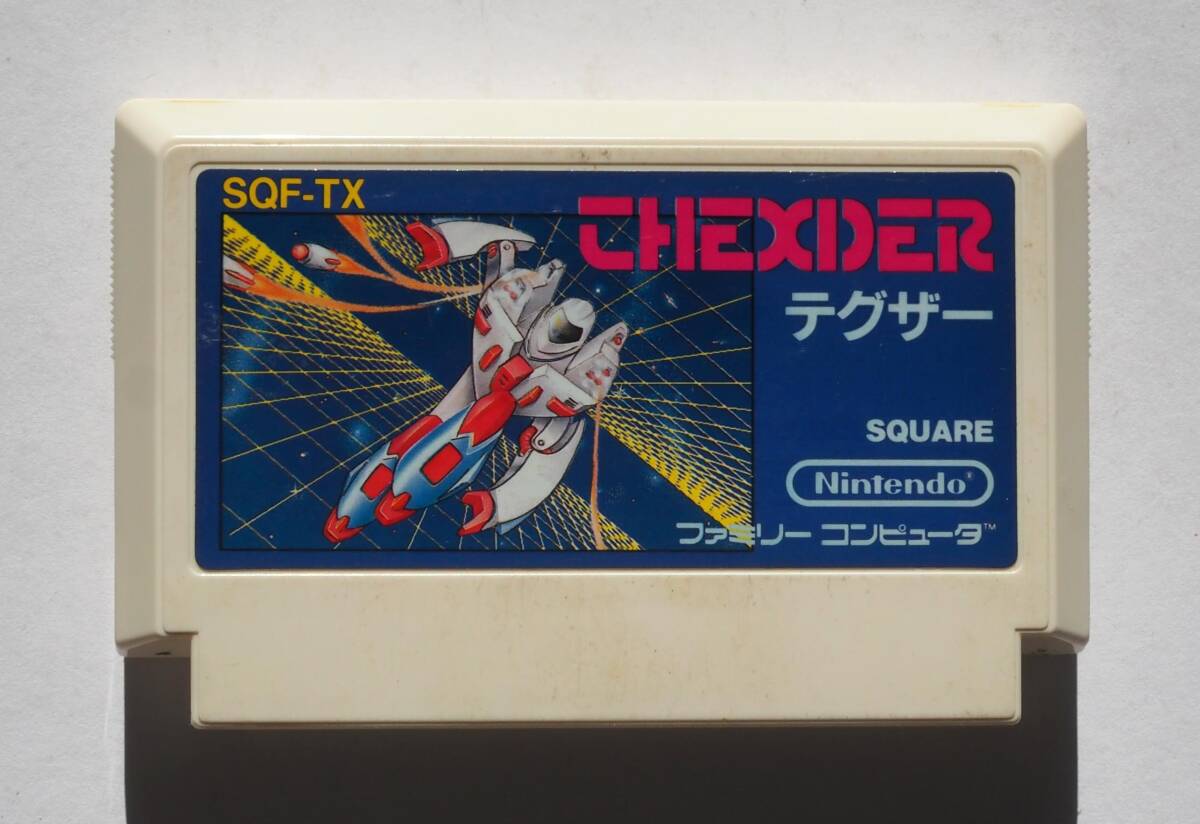 SQF-TX
THEXDER
テグザー
SQUARE
Nintendo®
ファミリー コンピュータ™